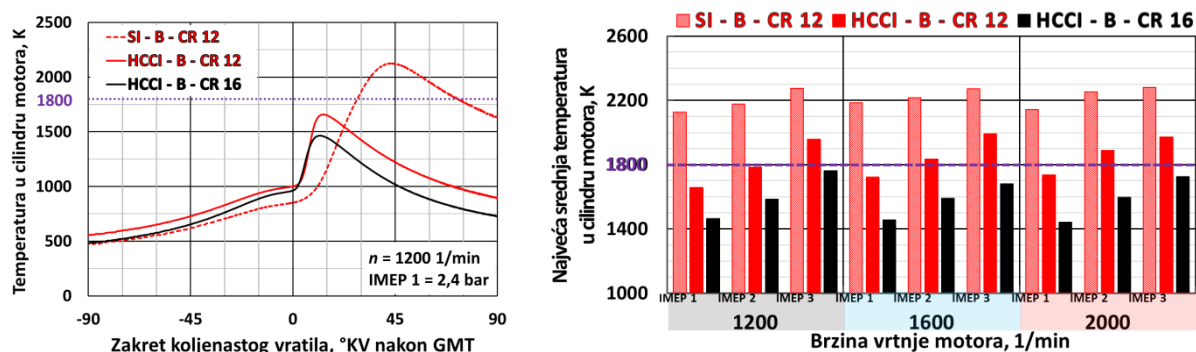 Temperatura u cilindru motora, K
2500
2000
1800
1500
1000
500
0
SI - B - CR 12
HCCI - B - CR 12
HCCI - B - CR 16
n = 1200 1/min
IMEP 1 = 2,4 bar
-90 -45 0 45 90
Zakret koljenastog vratila, °KV nakon GMT
SI - B - CR 12 HCCI - B - CR 12 HCCI - B - CR 16
Najveća srednja temperatura
u cilindru motora, K
2600
2200
1800
1400
1000
IMEP 1 IMEP 2 IMEP 3 IMEP 1 IMEP 2 IMEP 3 IMEP 1 IMEP 2 IMEP 3
1200 1600 2000
Brzina vrtnje motora, 1/min